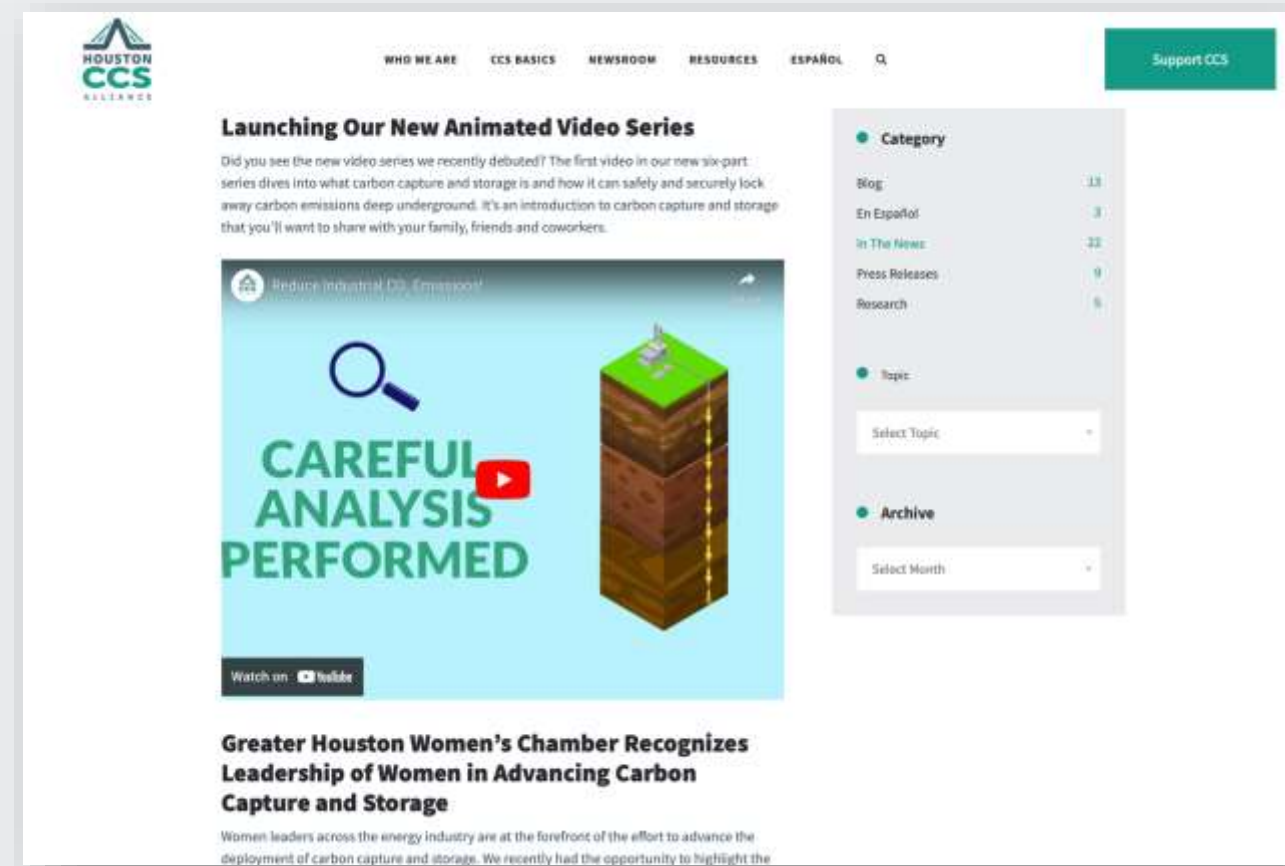 HOUSTON
CCS
ALLIANCE
WHO WE ARE CCS BASICS NEWSROOM RESOURCES ESPAÑOL
Support CCS
Launching Our New Animated Video Series
Did you see the new video series we recently debuted? The first video in our new six-part
series dives into what carbon capture and storage is and how it can safely and securely lock
away carbon emissions deep underground. It's an introduction to carbon capture and storage
that you'll want to share with your family, friends and coworkers.
Reduce Industrial CO₂ Emissions!
CAREFUL
ANALYSIS
PERFORMED
Watch on YouTube
Greater Houston Women's Chamber Recognizes
Leadership of Women in Advancing Carbon
Capture and Storage
Women leaders across the energy industry are at the forefront of the effort to advance the
deployment of carbon capture and storage. We recently had the opportunity to highlight the
Category
Blog 13
En Español 3
In The News 22
Press Releases 9
Research 5
Topic
Select Topic
Archive
Select Month